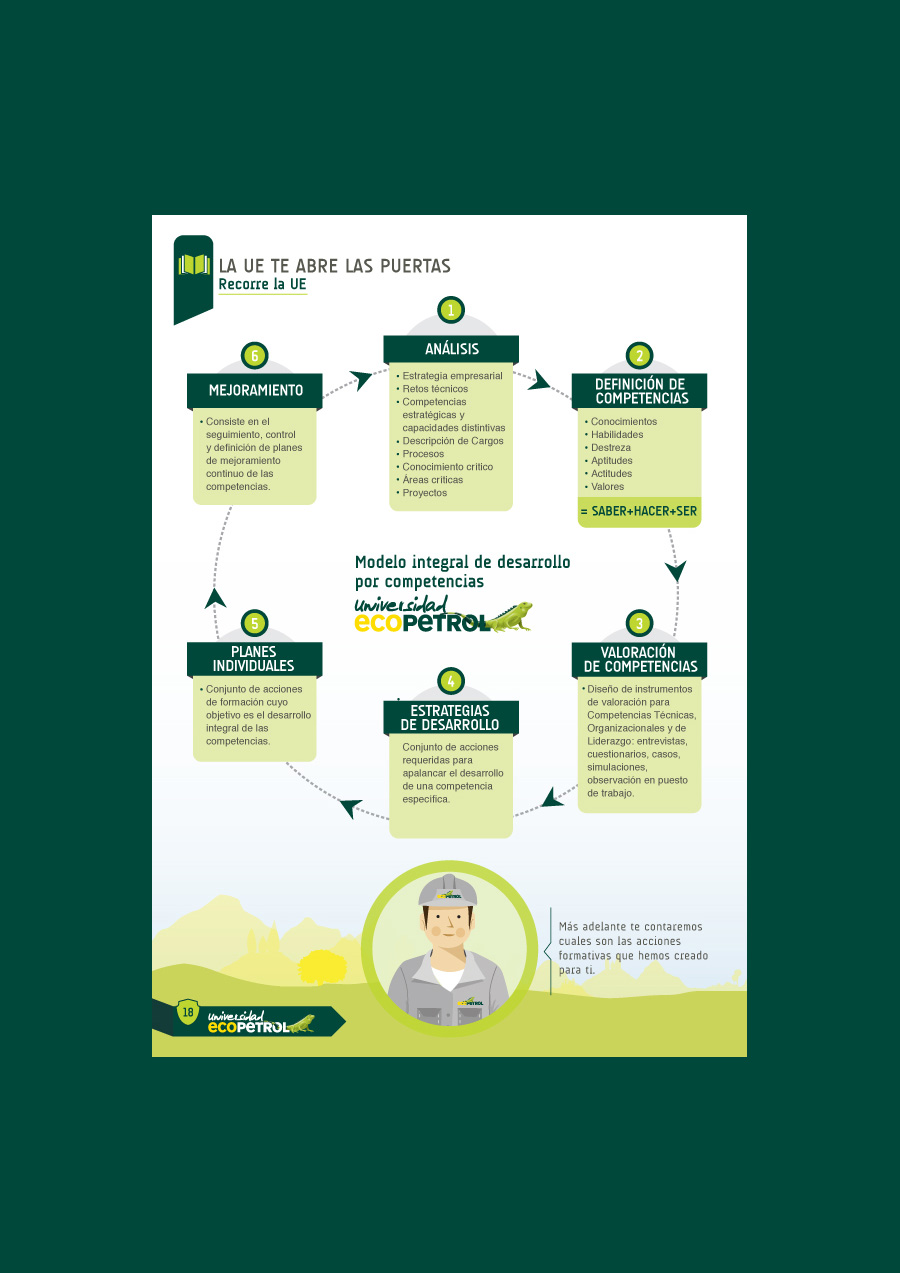 LA UE TE ABRE LAS PUERTAS
Recorre la UE
1
ANÁLISIS
• Estrategia empresarial
• Retos técnicos
• Competencias
estratégicas y
capacidades distintivas
• Descripción de Cargos
• Procesos
• Conocimiento crítico
• Áreas críticas
• Proyectos
2
DEFINICIÓN DE
COMPETENCIAS
• Conocimientos
• Habilidades
• Destreza
• Aptitudes
• Actitudes
• Valores
= SABER+HACER+SER
3
VALORACIÓN
DE COMPETENCIAS
• Diseño de instrumentos
de valoración para
Competencias Técnicas,
Organizacionales y de
Liderazgo: entrevistas,
cuestionarios, casos,
simulaciones,
observación en puesto
de trabajo.
4
ESTRATEGIAS
DE DESARROLLO
Conjunto de acciones
requeridas para
apalancar el desarrollo
de una competencia
específica.
5
PLANES
INDIVIDUALES
• Conjunto de acciones
de formación cuyo
objetivo es el desarrollo
integral de las
competencias.
6
MEJORAMIENTO
• Consiste en el
seguimiento, control
y definición de planes
de mejoramiento
continuo de las
competencias.
Modelo integral de desarrollo
por competencias
universidad
ecopetrol
ecopetrol
ecopetrol
Más adelante te contaremos
cuales son las acciones
formativas que hemos creado
para ti.
18
universidad
ecopetrol